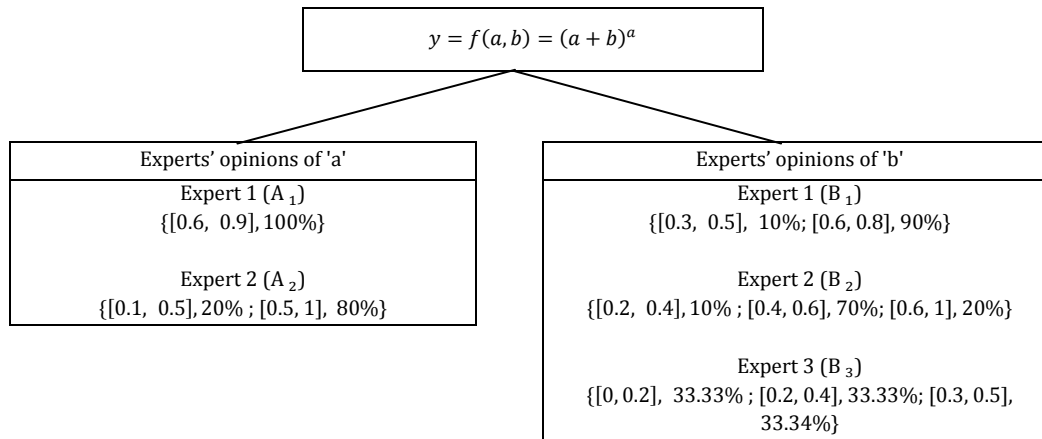 y = f(a, b) = (a + b)ᵃ
Experts’ opinions of 'a'
Expert 1 (A ₁)
{[0.6, 0.9], 100%}
Expert 2 (A ₂)
{[0.1, 0.5], 20% ; [0.5, 1], 80%}
Experts’ opinions of 'b'
Expert 1 (B ₁)
{[0.3, 0.5], 10%; [0.6, 0.8], 90%}
Expert 2 (B ₂)
{[0.2, 0.4], 10% ; [0.4, 0.6], 70%; [0.6, 1], 20%}
Expert 3 (B ₃)
{[0, 0.2], 33.33% ; [0.2, 0.4], 33.33%; [0.3, 0.5],
33.34%}